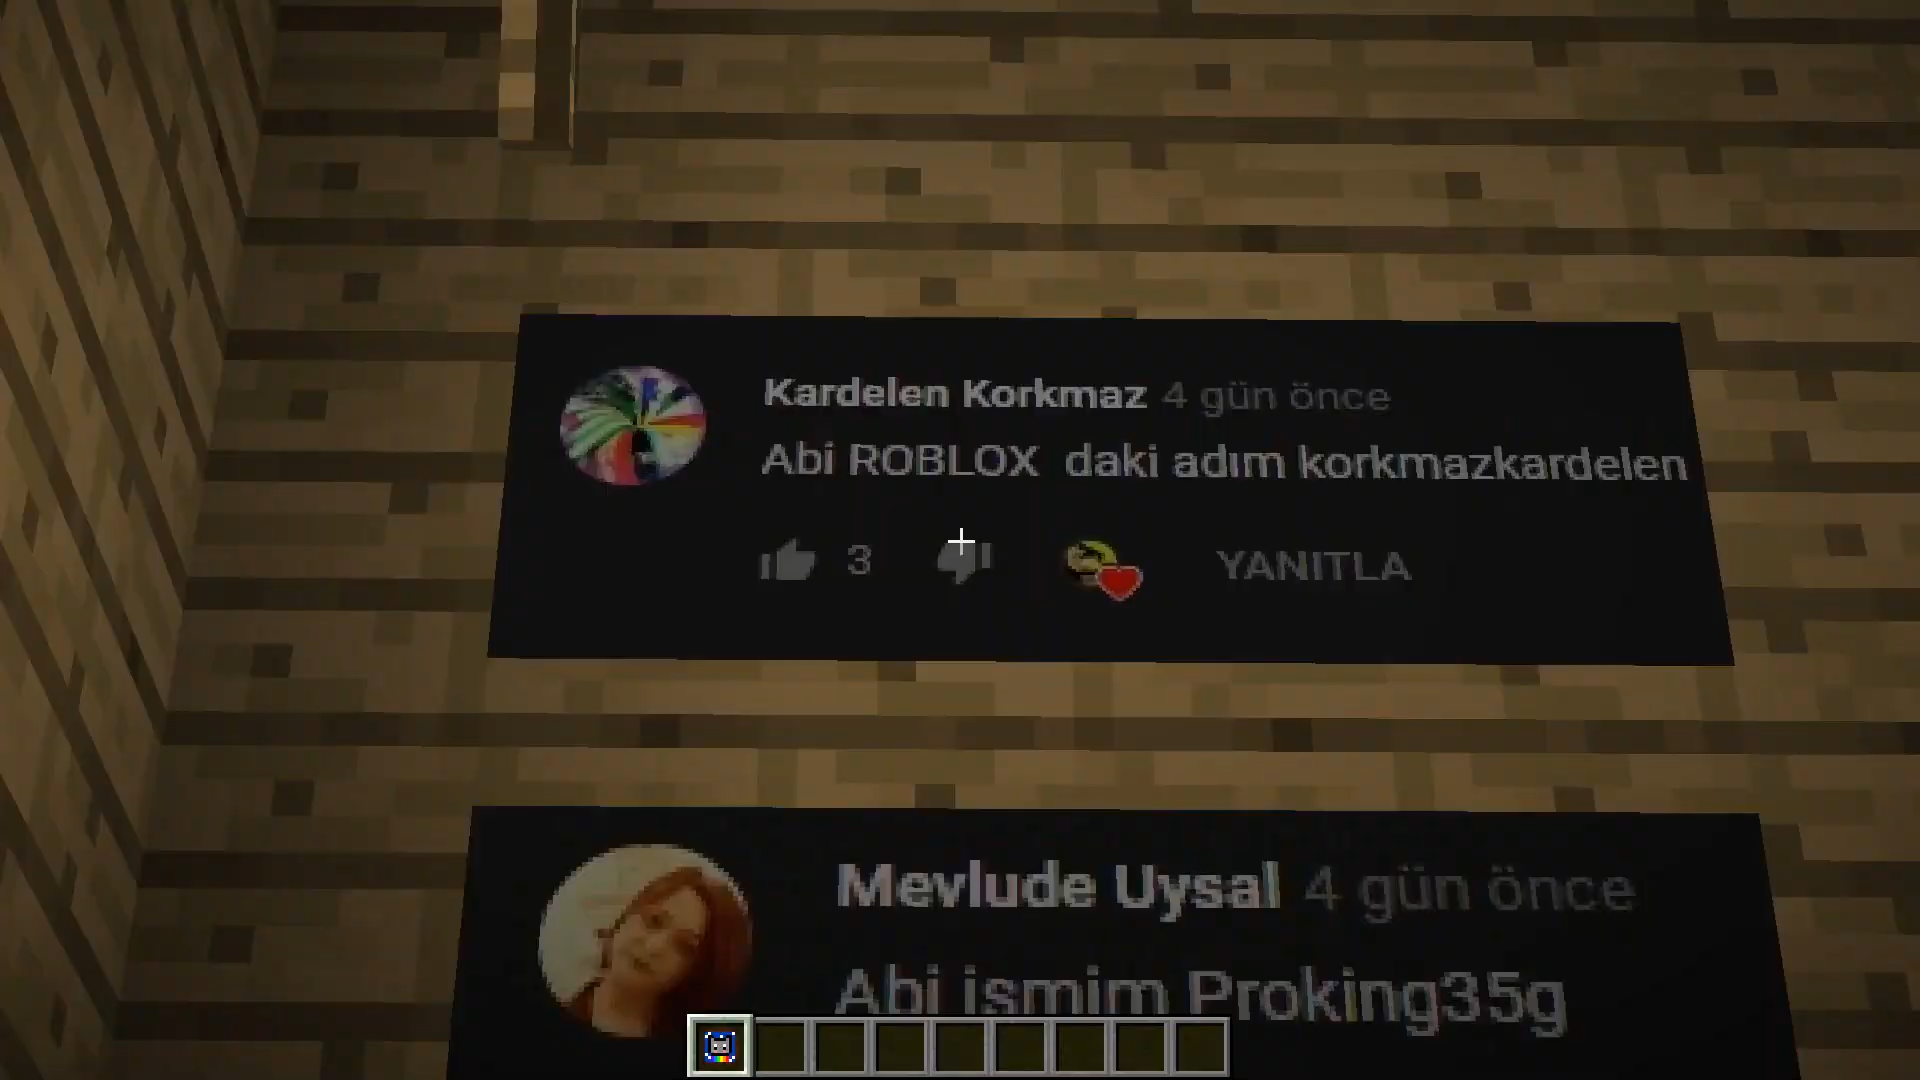 Kardelen Korkmaz 4 gün önce
Abi ROBLOX daki adım korkmazkardelen
3 YANITLA
Mevlude Uysal 4 gün önce
Abi ismim Proking35g